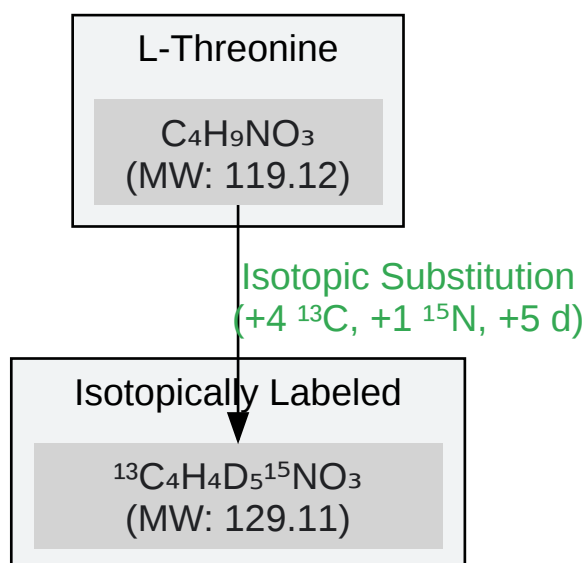 L-Threonine
C₄H₉NO₃
(MW: 119.12)
Isotopic Substitution
(+4 ¹³C, +1 ¹⁵N, +5 d)
Isotopically Labeled
¹³C₄H₄D₅¹⁵NO₃
(MW: 129.11)